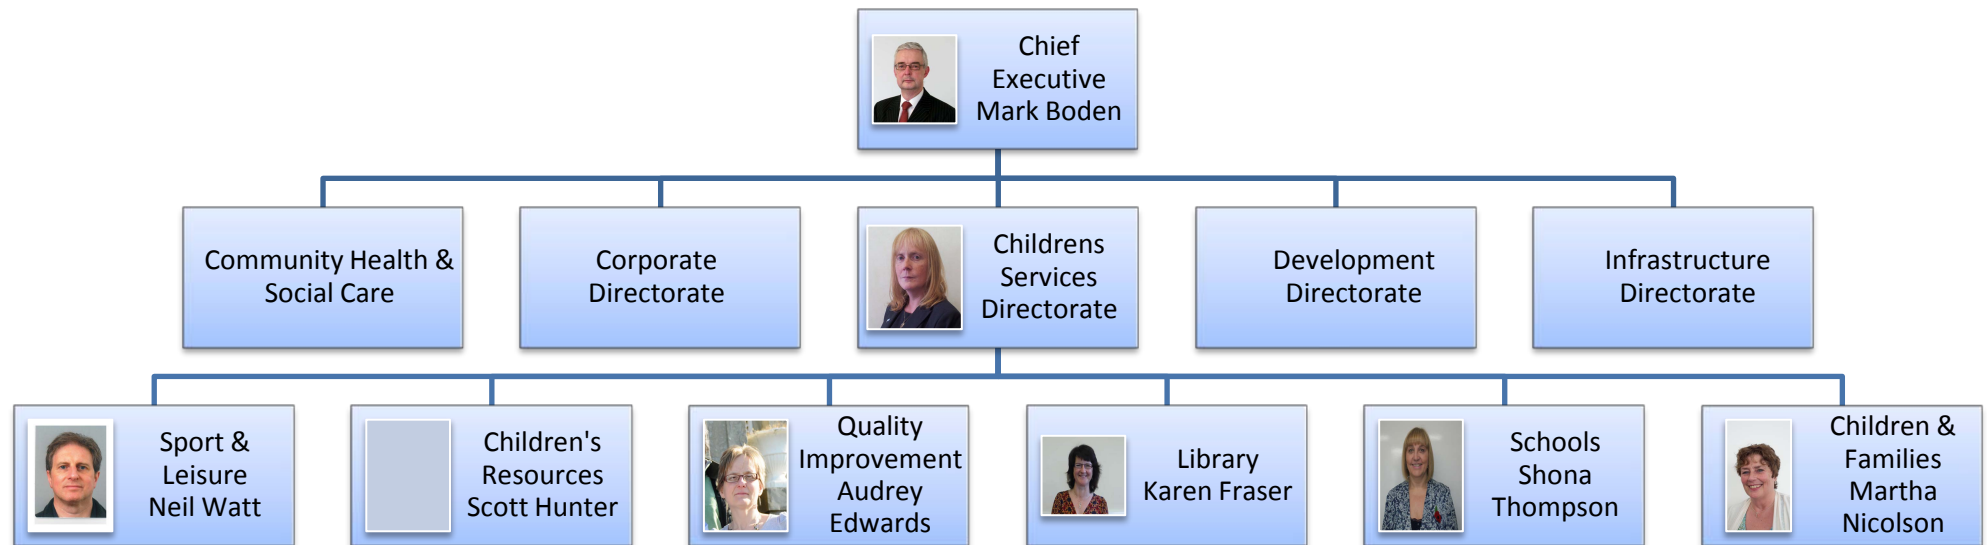 Chief
Executive
Mark Boden
Community Health &
Social Care
Corporate
Directorate
Childrens
Services
Directorate
Development
Directorate
Infrastructure
Directorate
Sport &
Leisure
Neil Watt
Children's
Resources
Scott Hunter
Quality
Improvement
Audrey
Edwards
Library
Karen Fraser
Schools
Shona
Thompson
Children &
Families
Martha
Nicolson